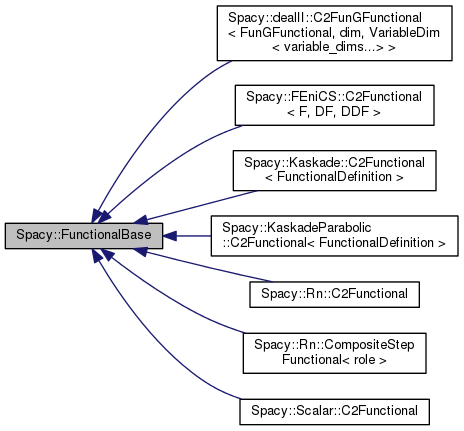 Spacy::dealII::C2FunGFunctional
< FunGFunctional, dim, VariableDim
< variable_dims...> >
Spacy::FEniCS::C2Functional
< F, DF, DDF >
Spacy::Kaskade::C2Functional
< FunctionalDefinition >
Spacy::FunctionalBase
Spacy::KaskadeParabolic
::C2Functional< FunctionalDefinition >
Spacy::Rn::C2Functional
Spacy::Rn::CompositeStep
Functional< role >
Spacy::Scalar::C2Functional